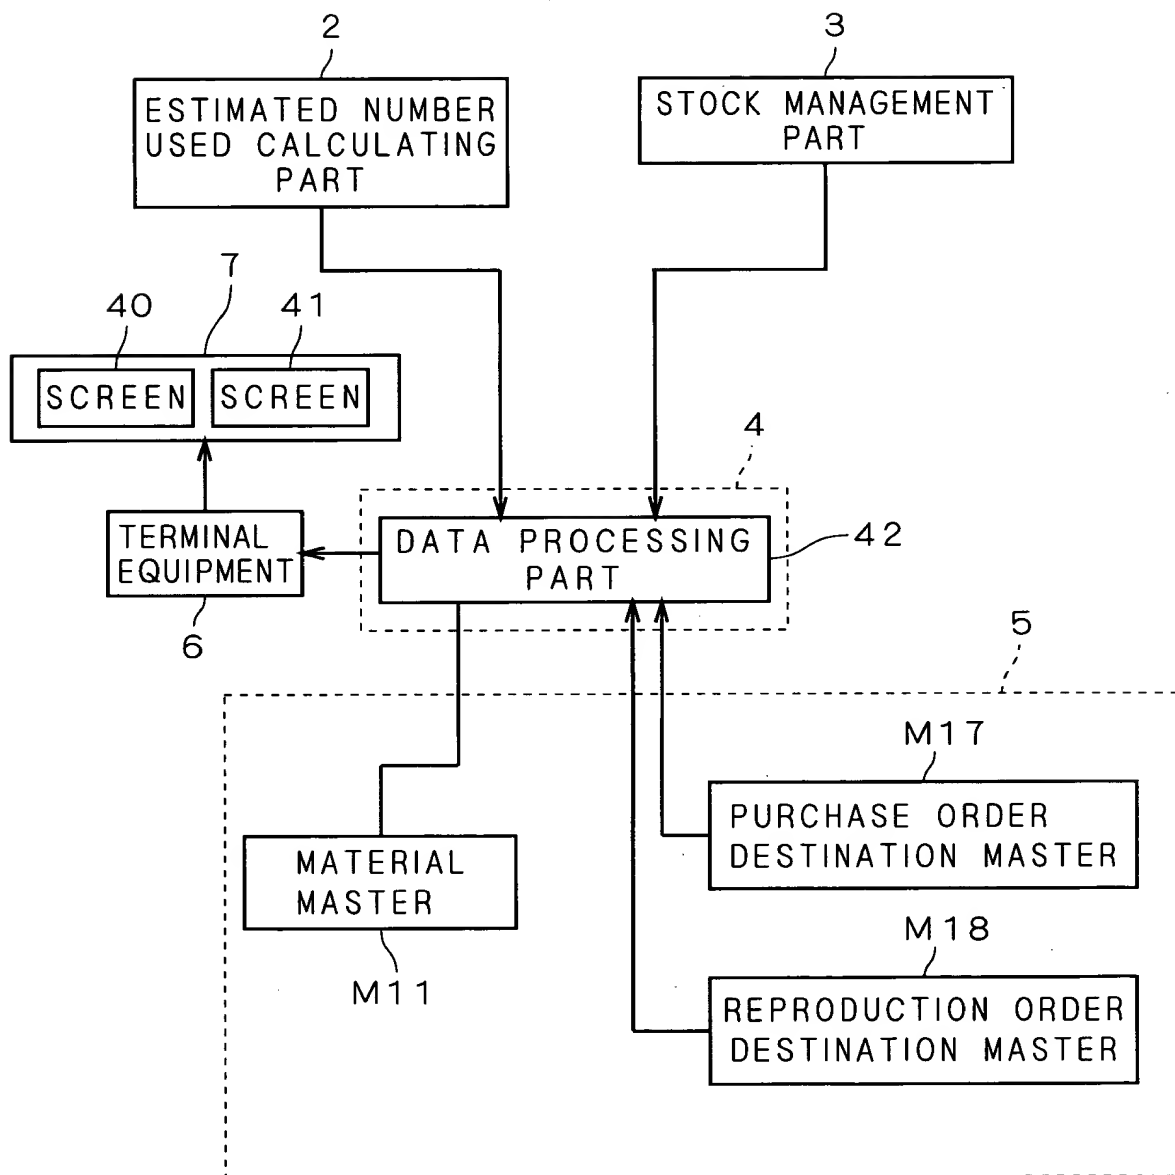 2
ESTIMATED NUMBER
USED CALCULATING
PART
3
STOCK MANAGEMENT
PART
7
40
41
SCREEN
SCREEN
4
DATA PROCESSING
PART
42
TERMINAL
EQUIPMENT
6
5
M17
PURCHASE ORDER
DESTINATION MASTER
MATERIAL
MASTER
M11
M18
REPRODUCTION ORDER
DESTINATION MASTER